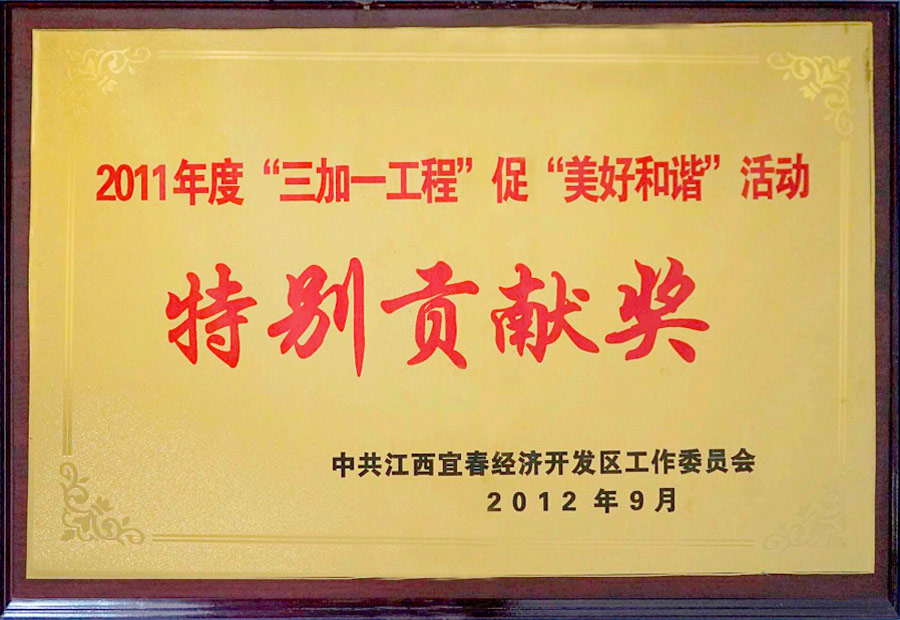 2011年度“三加一工程”促“美好和谐”活动
特别贡献奖
中共江西宜春经济开发区工作委员会
2012年9月